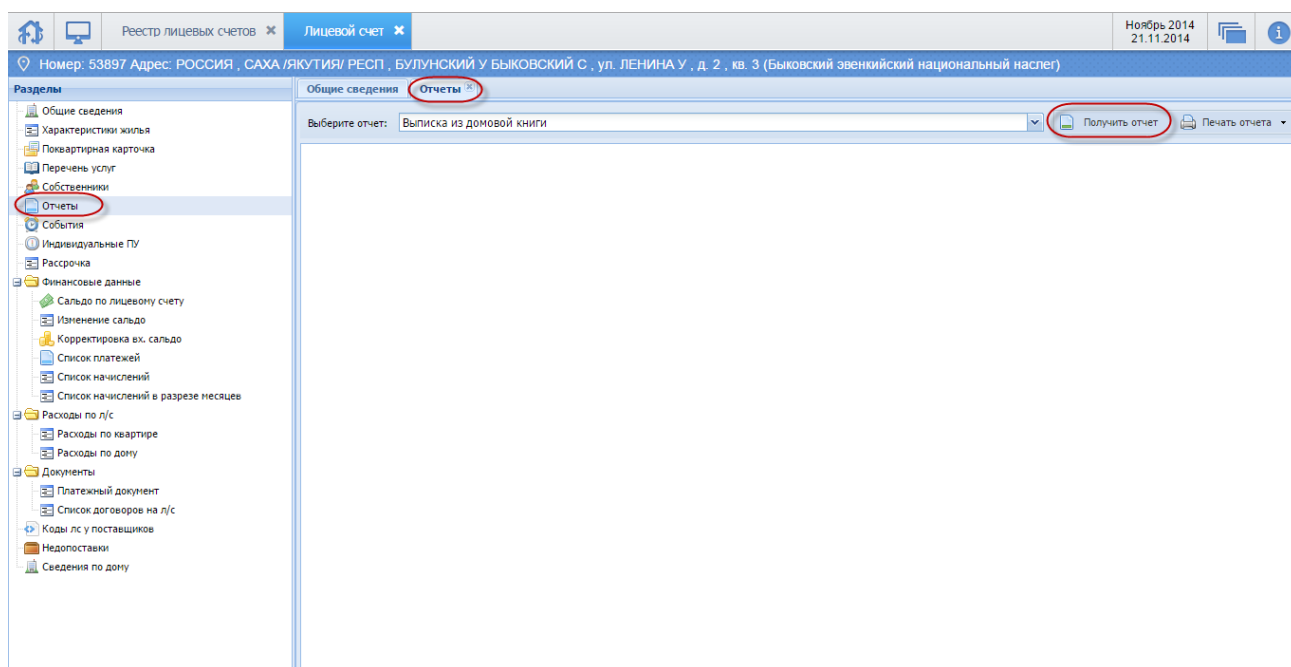 Реестр лицевых счетов
Лицевой счет
Ноябрь 2014
21.11.2014
Номер: 53897 Адрес: РОССИЯ , САХА /ЯКУТИЯ/ РЕСП , БУЛУНСКИЙ У БЫКОВСКИЙ С , ул. ЛЕНИНА У , д. 2 , кв. 3 (Быковский эвенкийский национальный наслег)
Разделы
Общие сведения
Характеристики жилья
Поквартирная карточка
Перечень услуг
Собственники
Отчеты
События
Индивидуальные ПУ
Рассрочка
Финансовые данные
Сальдо по лицевому счету
Изменение сальдо
Корректировка вх. сальдо
Список платежей
Список начислений
Список начислений в разрезе месяцев
Расходы по л/с
Расходы по квартире
Расходы по дому
Документы
Платежный документ
Список договоров на л/с
Коды лс у поставщиков
Недопоставки
Сведения по дому
Общие сведения
Отчеты
Выберите отчет: Выписка из домовой книги
Получить отчет
Печать отчета